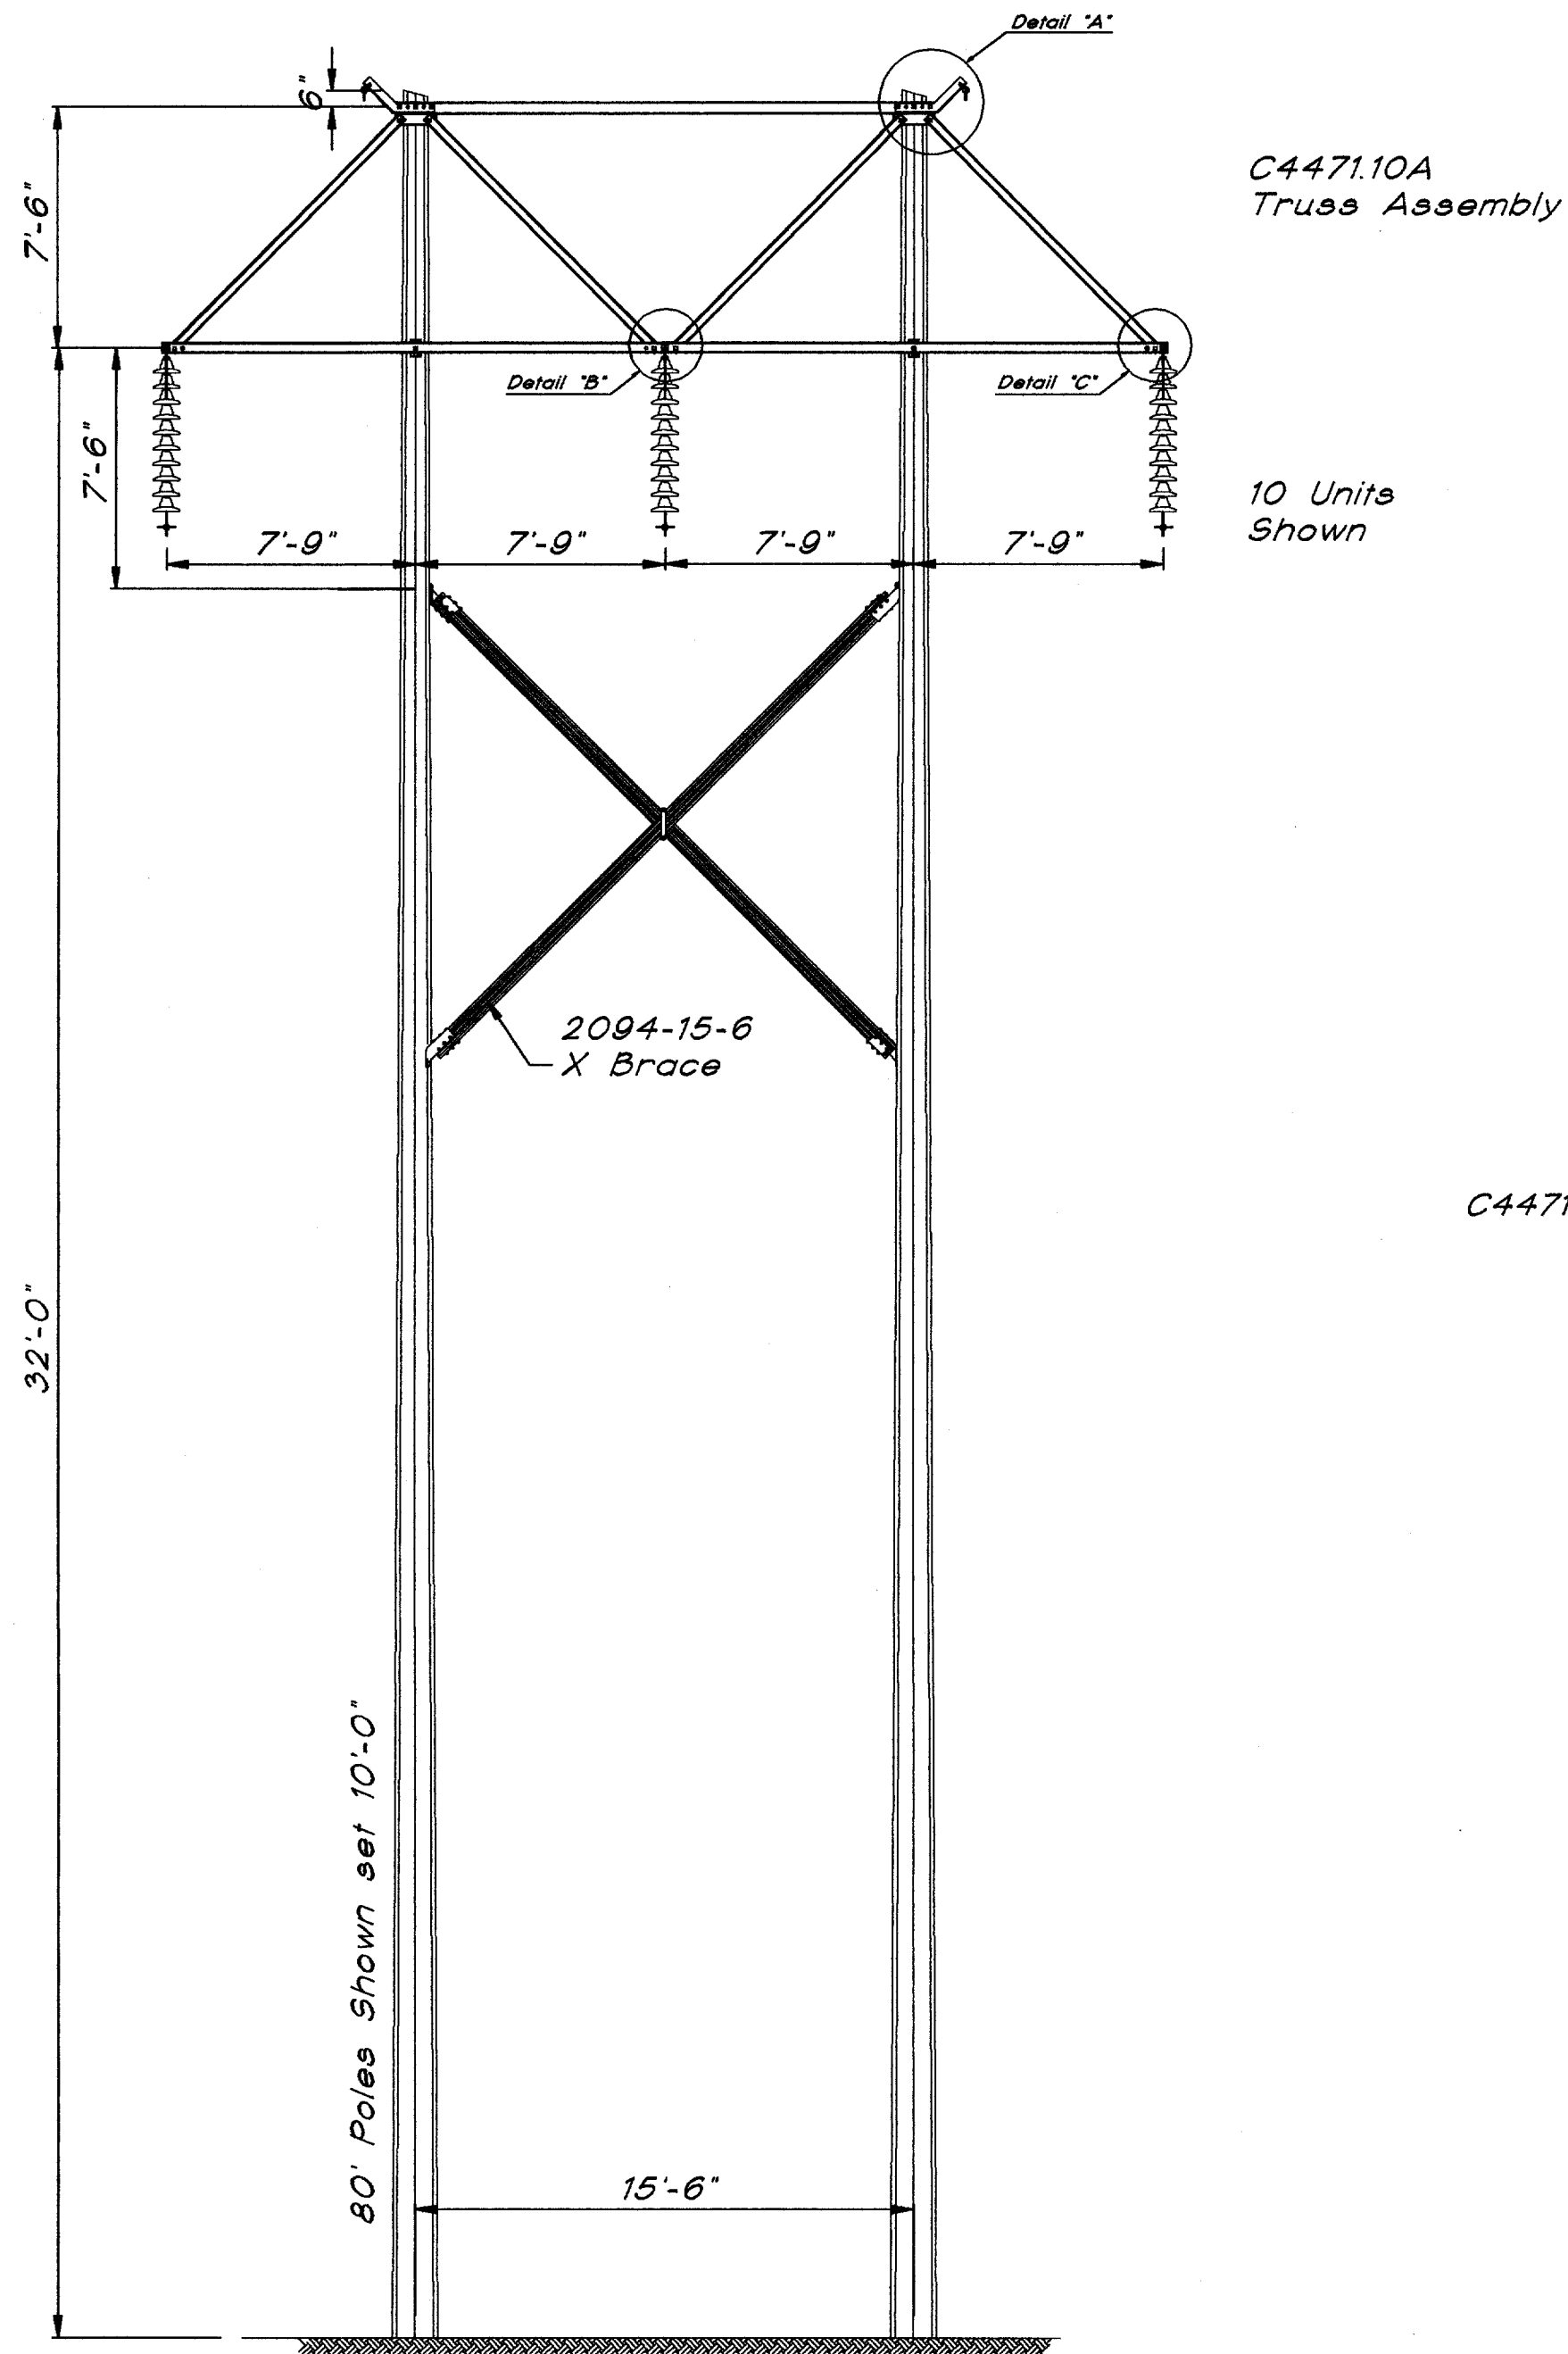 Detail "A"
6"
C4471.10A
Truss Assembly
7'-6"
Detail "B"
Detail "C"
7'-6"
10 Units
Shown
7'-9"
7'-9"
7'-9"
7'-9"
2094-15-6
X Brace
C4471
32'-0"
80' Poles Shown set 10'-0"
15'-6"